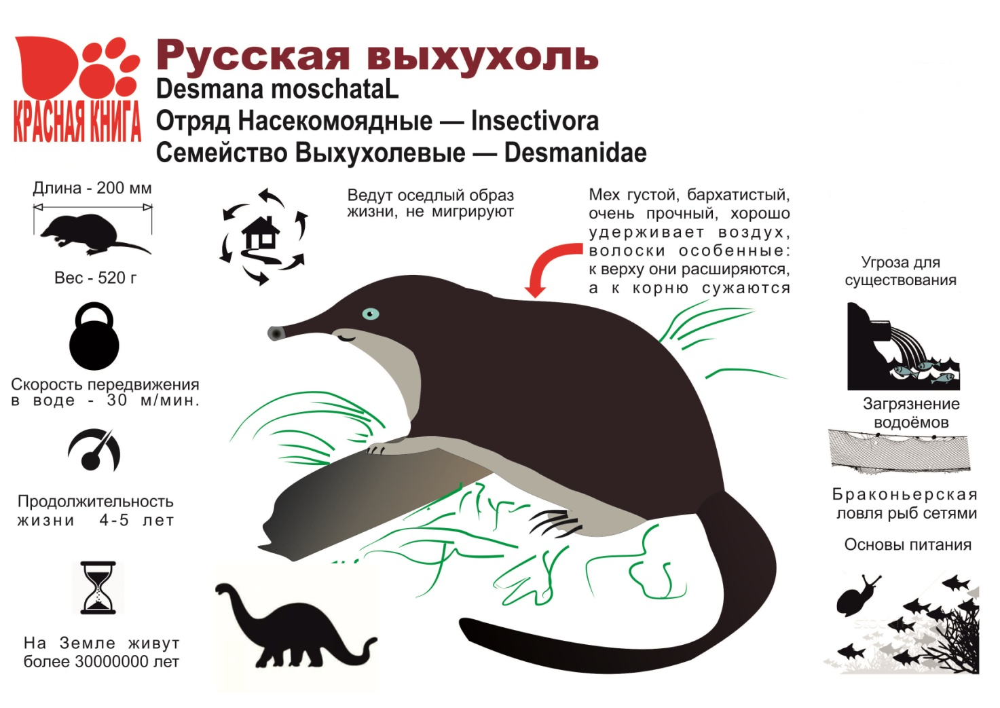 КРАСНАЯ КНИГА
Русская выхухоль
Desmana moschataL
Отряд Насекомоядные — Insectivora
Семейство Выхухолевые — Desmanidae
Длина - 200 мм
Вес - 520 г
Скорость передвижения
в воде - 30 м/мин.
Продолжительность
жизни 4-5 лет
На Земле живут
более 30000000 лет
Ведут оседлый образ
жизни, не мигрируют
Мех густой, бархатистый,
очень прочный, хорошо
удерживает воздух,
волоски особенные:
к верху они расширяются,
а к корню сужаются
Угроза для
существования
Загрязнение
водоёмов
Браконьерская
ловля рыб сетями
Основы питания